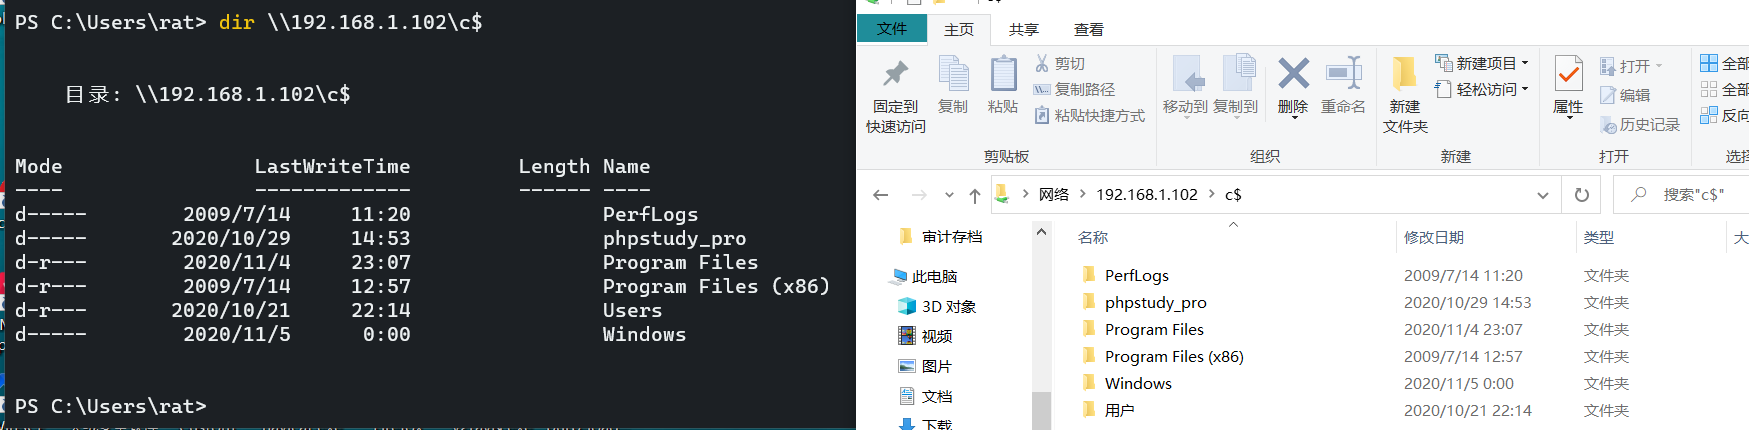 PS C:\Users\rat> dir \\192.168.1.102\c$
目录: \\192.168.1.102\c$
Mode LastWriteTime Length Name
---- ------------- ------ ----
d----- 2009/7/14 11:20 PerfLogs
d----- 2020/10/29 14:53 phpstudy_pro
d-r--- 2020/11/4 23:07 Program Files
d-r--- 2009/7/14 12:57 Program Files (x86)
d-r--- 2020/10/21 22:14 Users
d----- 2020/11/5 0:00 Windows
PS C:\Users\rat>
文件 主页 共享 查看
固定到
快速访问
复制
粘贴
剪切
复制路径
粘贴快捷方式
剪贴板
移动到
复制到
删除
重命名
组织
新建
文件夹
新建项目
轻松访问
新建
属性
打开
编辑
历史记录
打开
全部
全部
反向
网络 192.168.1.102 c$
搜索"c$"
审计存档
此电脑
3D 对象
视频
图片
文档
下载
名称 修改日期 类型 大
PerfLogs 2009/7/14 11:20 文件夹
phpstudy_pro 2020/10/29 14:53 文件夹
Program Files 2020/11/4 23:07 文件夹
Program Files (x86) 2009/7/14 12:57 文件夹
Windows 2020/11/5 0:00 文件夹
用户 2020/10/21 22:14 文件夹